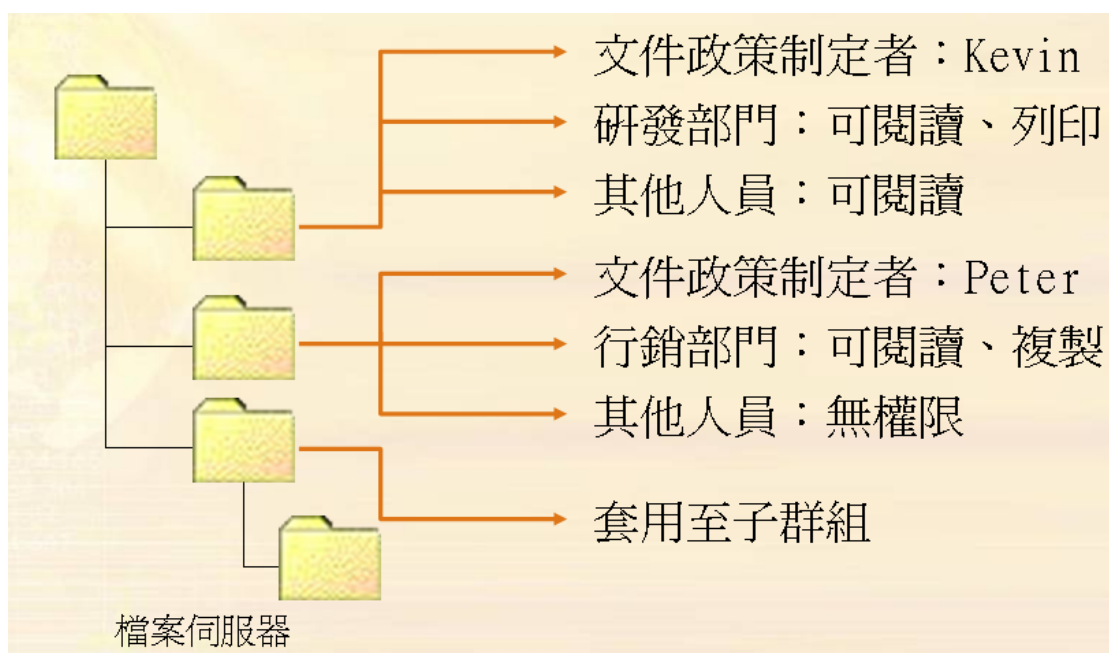 文件政策制定者：Kevin
研發部門：可閱讀、列印
其他人員：可閱讀
文件政策制定者：Peter
行銷部門：可閱讀、複製
其他人員：無權限
套用至子群組
檔案伺服器